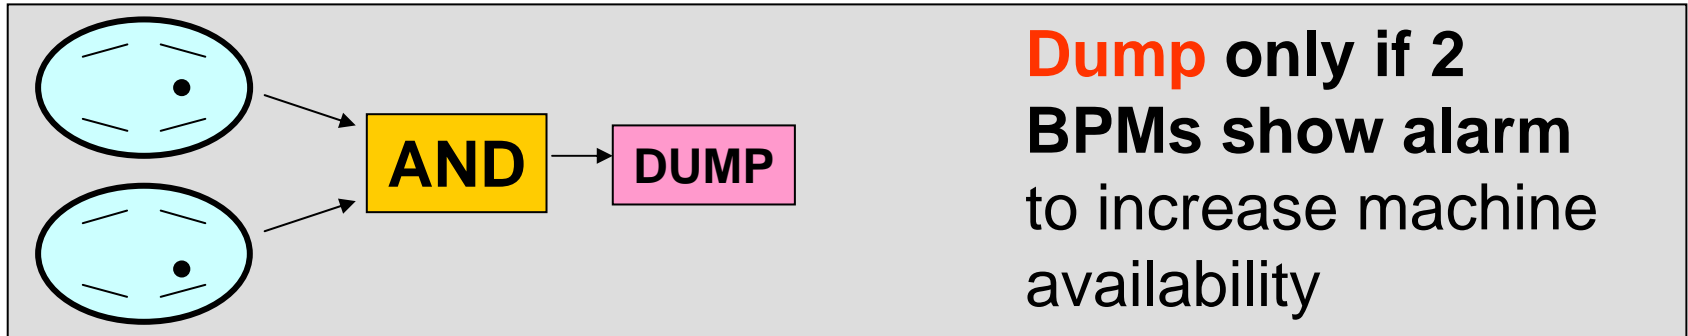 AND
DUMP
Dump only if 2
BPMs show alarm
to increase machine
availability